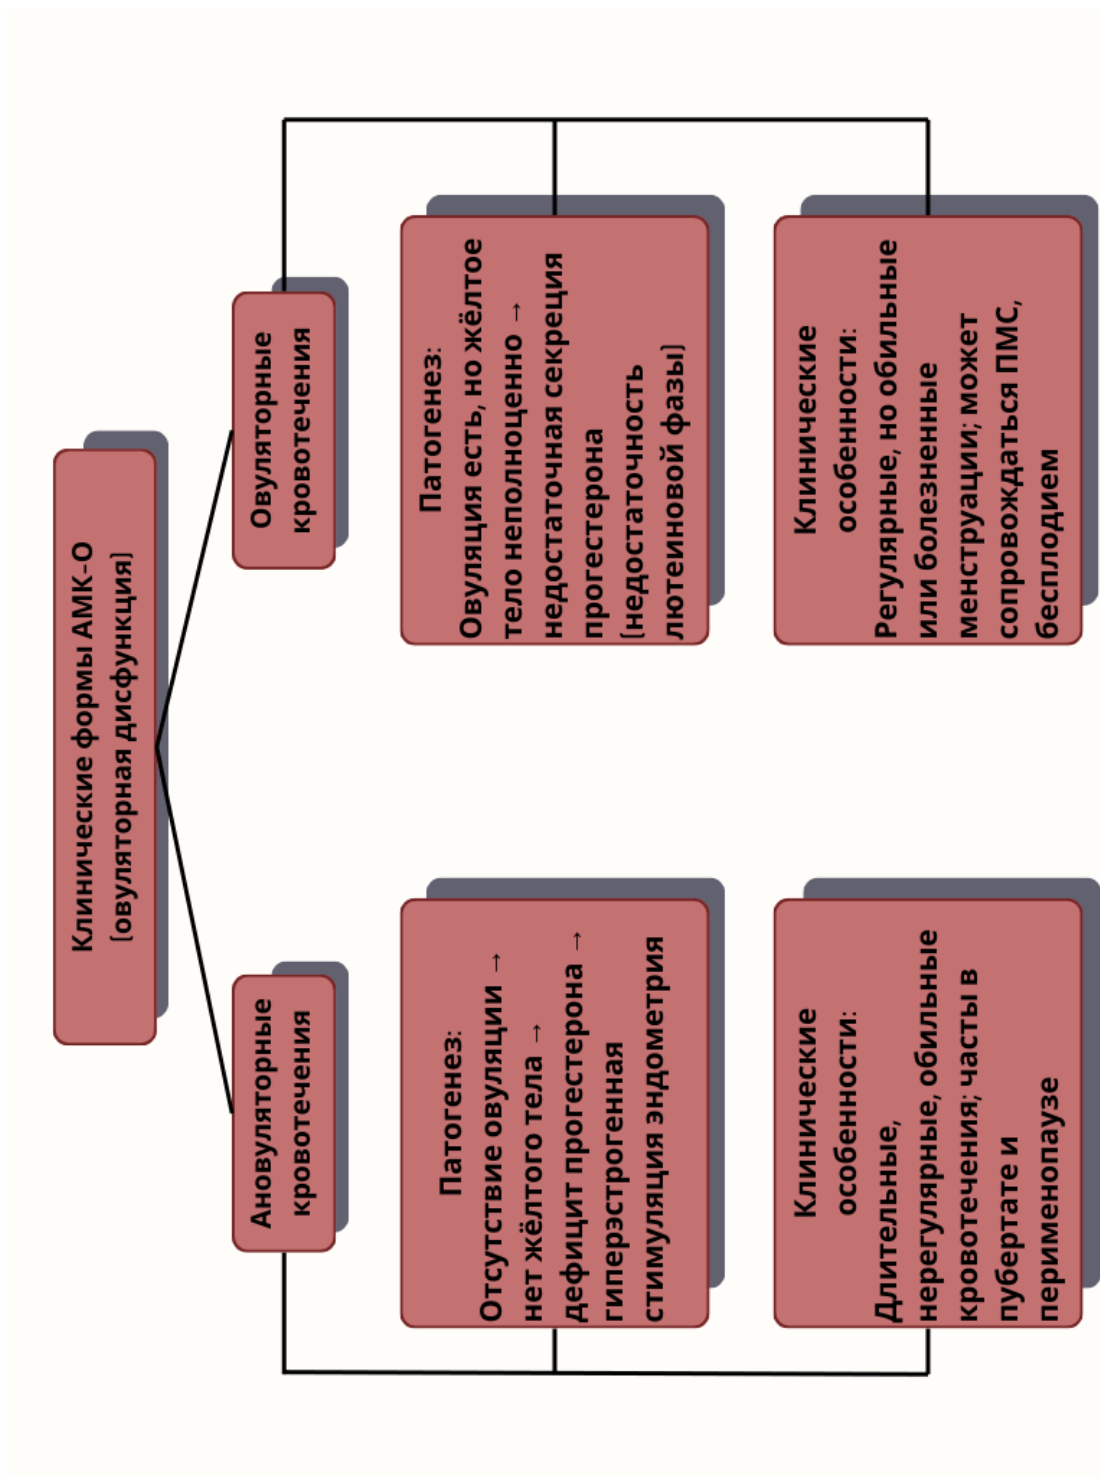 Клинические формы АМК-О
(овуляторная дисфункция)
Ановуляторные
кровотечения
Овуляторные
кровотечения
Патогенез:
Отсутствие овуляции →
нет жёлтого тела →
дефицит прогестерона →
гиперэстрогенная
стимуляция эндометрия
Патогенез:
Овуляция есть, но жёлтое
тело неполноценно →
недостаточная секреция
прогестерона
(недостаточность
лютеиновой фазы)
Клинические
особенности:
Длительные,
нерегулярные, обильные
кровотечения; часты в
пубертате и
перименопаузе
Клинические
особенности:
Регулярные, но обильные
или болезненные
менструации; может
сопровождаться ПМС,
бесплодием